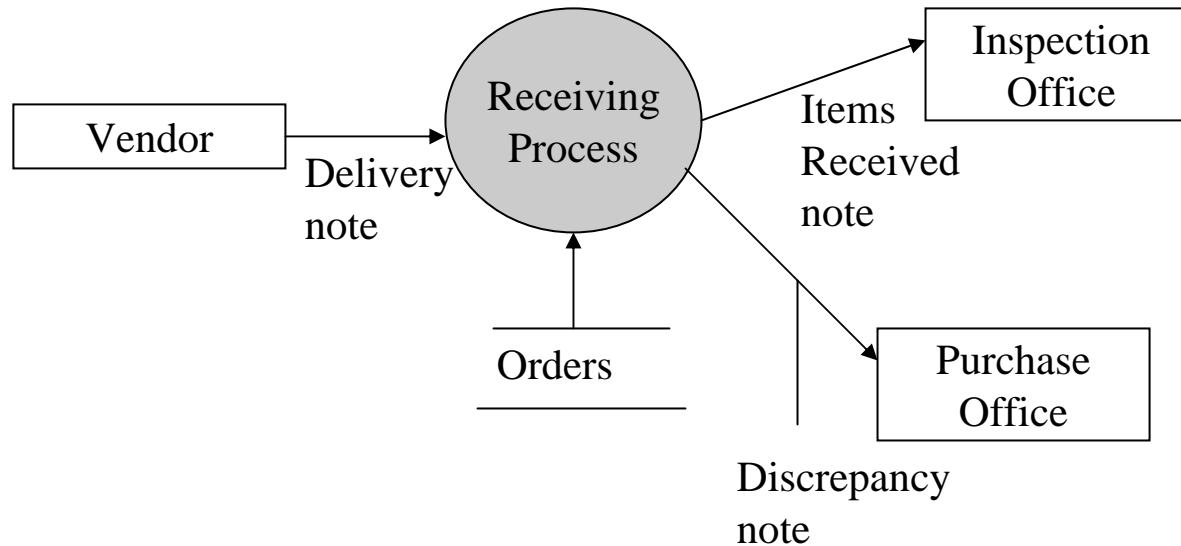 Vendor
Delivery
note
Receiving
Process
Orders
Items
Received
note
Inspection
Office
Discrepancy
note
Purchase
Office